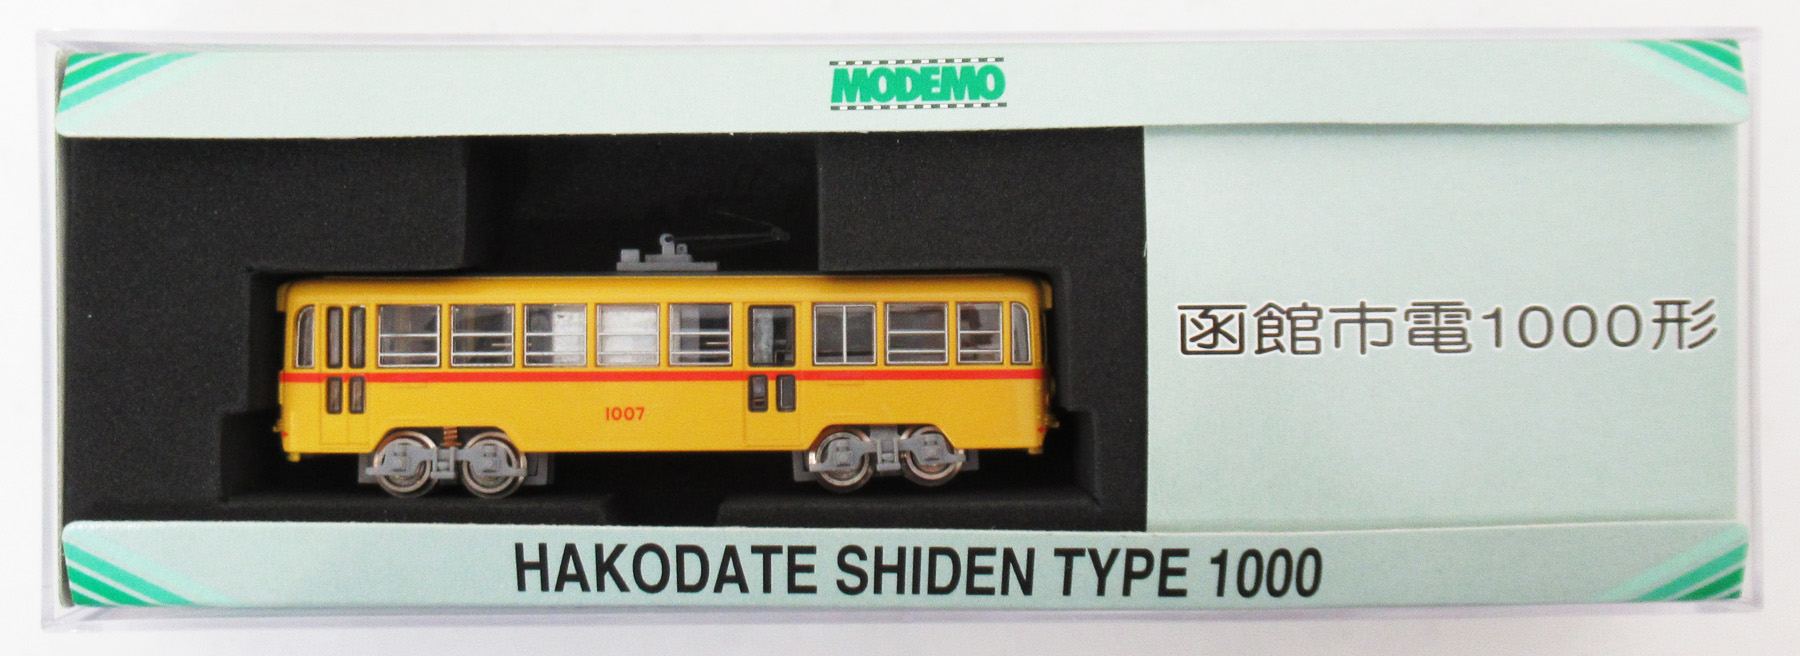 MODEMO
函館市電1000形
1007
HAKODATE SHIDEN TYPE 1000